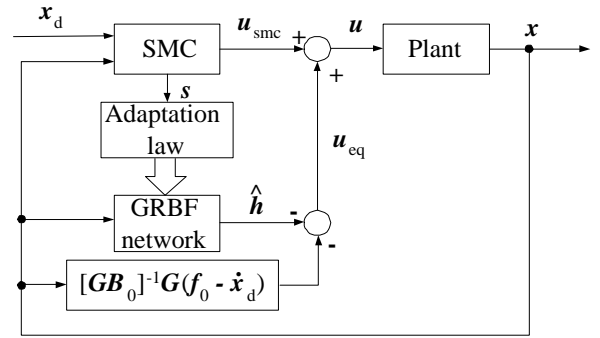 x_d
u_smc
u
x
SMC
Plant
+
+
s
Adaptation
law
u_eq
GRBF
network
ĥ
-
-
[GB_0]^-1 G(f_0 - ẋ_d)